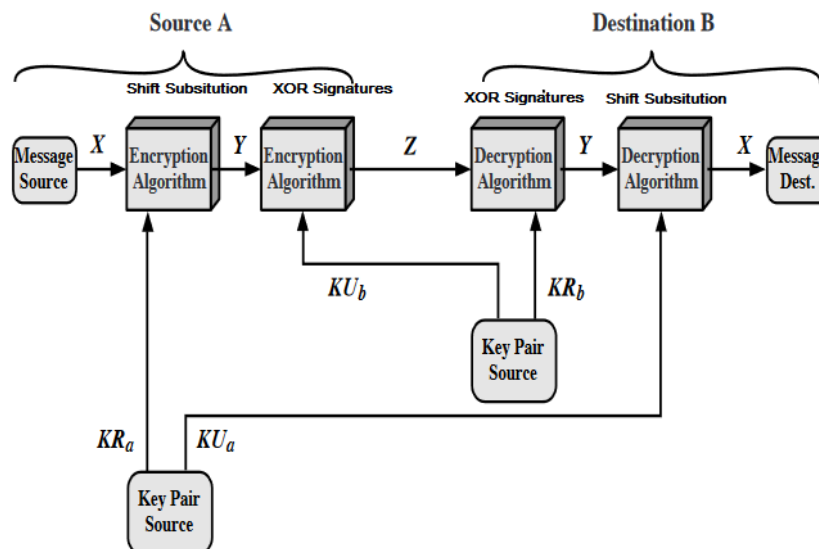 Source A
Destination B
Shift Subsitution
XOR Signatures
XOR Signatures
Shift Subsitution
Message
Source
X
Encryption
Algorithm
Y
Encryption
Algorithm
Z
Decryption
Algorithm
Y
Decryption
Algorithm
X
Message
Dest.
KUb
KRb
Key Pair
Source
KRa
KUa
Key Pair
Source